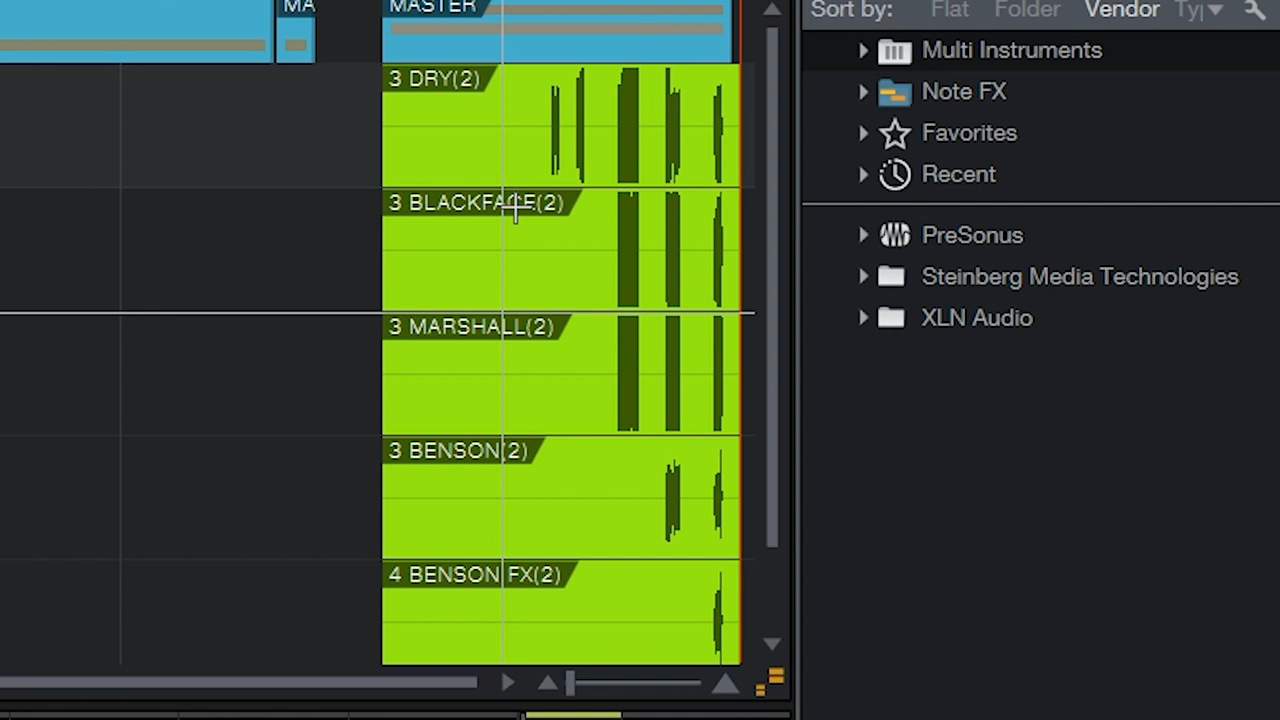 MA
MASTER
3 DRY(2)
3 BLACKFACE(2)
3 MARSHALL(2)
3 BENSON(2)
4 BENSON FX(2)
Sort by: Flat Folder Vendor
Multi Instruments
Note FX
Favorites
Recent
PreSonus
Steinberg Media Technologies
XLN Audio